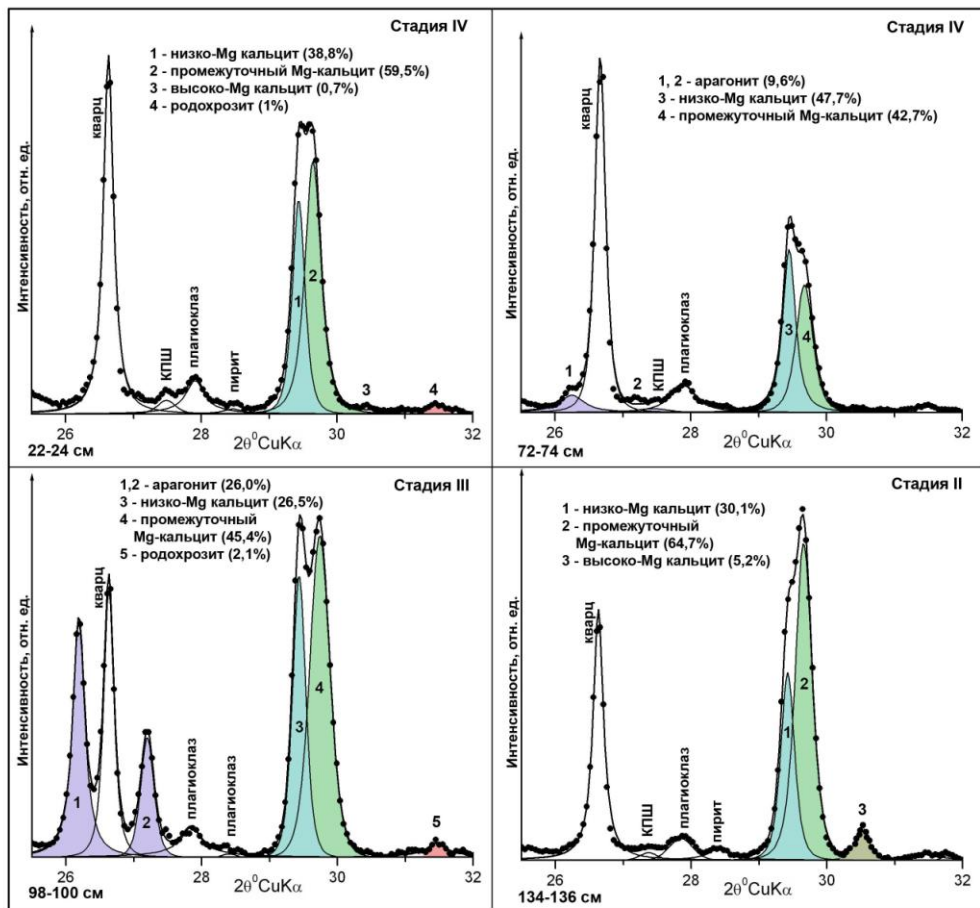 Стадия IV
1 - низко-Mg кальцит (38,8%)
2 - промежуточный Mg-кальцит (59,5%)
3 - высоко-Mg кальцит (0,7%)
4 - родохрозит (1%)
Интенсивность, отн. ед.
кварц
КПШ
плагиоклаз
пирит
1
2
3
4
26 28 30 32
2θ⁰CuKα
22-24 см
Стадия IV
1, 2 - арагонит (9,6%)
3 - низко-Mg кальцит (47,7%)
4 - промежуточный Mg-кальцит (42,7%)
Интенсивность, отн. ед.
кварц
1
2
КПШ
плагиоклаз
3
4
26 28 30 32
2θ⁰CuKα
72-74 см
Стадия III
1,2 - арагонит (26,0%)
3 - низко-Mg кальцит (26,5%)
4 - промежуточный
Mg-кальцит (45,4%)
5 - родохрозит (2,1%)
Интенсивность, отн. ед.
кварц
1
2
плагиоклаз
плагиоклаз
3
4
5
26 28 30 32
2θ⁰CuKα
98-100 см
Стадия II
1 - низко-Mg кальцит (30,1%)
2 - промежуточный
Mg-кальцит (64,7%)
3 - высоко-Mg кальцит (5,2%)
Интенсивность, отн. ед.
кварц
КПШ
плагиоклаз
пирит
1
2
3
26 28 30 32
2θ⁰CuKα
134-136 см